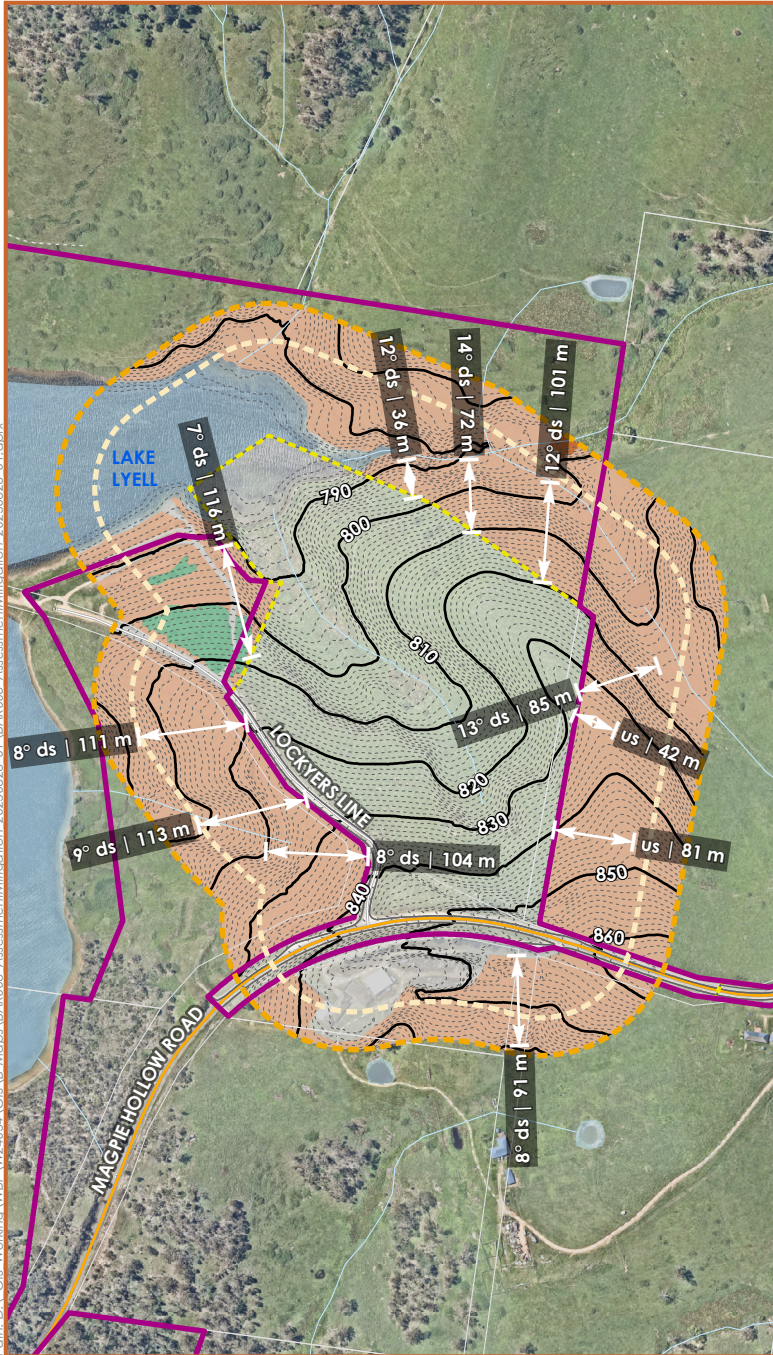 12° ds | 36 m
14° ds | 72 m
12° ds | 101 m
7° ds | 116 m
LAKE
LYELL
790
800
810
13° ds | 85 m
us | 42 m
8° ds | 111 m
LOCKYERS LINE
820
830
9° ds | 113 m
8° ds | 104 m
us | 81 m
840
850
860
MAGPIE HOLLOW ROAD
8° ds | 91 m